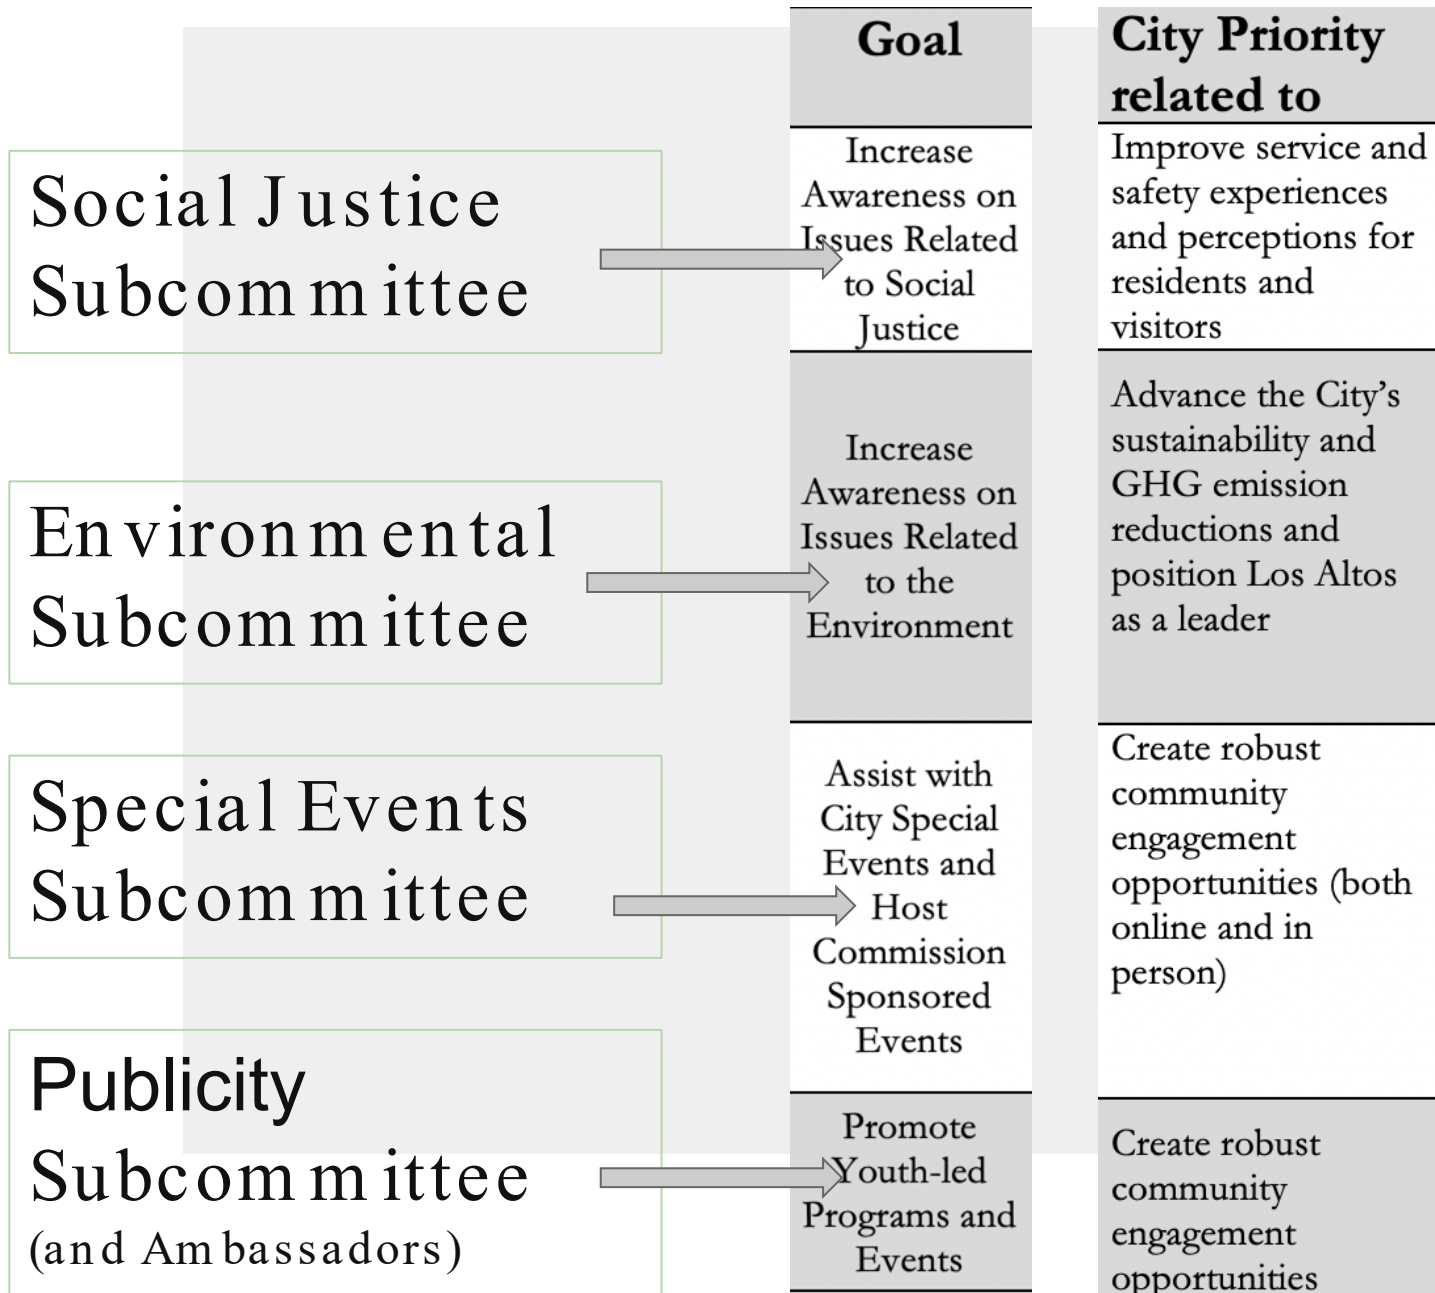 Social Justice
Subcommittee
Environmental
Subcommittee
Special Events
Subcommittee
Publicity
Subcommittee
(and Ambassadors)
Goal
Increase
Awareness on
Issues Related
to Social
Justice
Increase
Awareness on
Issues Related
to the
Environment
Assist with
City Special
Events and
Host
Commission
Sponsored
Events
Promote
Youth-led
Programs and
Events
City Priority
related to
Improve service and
safety experiences
and perceptions for
residents and
visitors
Advance the City’s
sustainability and
GHG emission
reductions and
position Los Altos
as a leader
Create robust
community
engagement
opportunities (both
online and in
person)
Create robust
community
engagement
opportunities